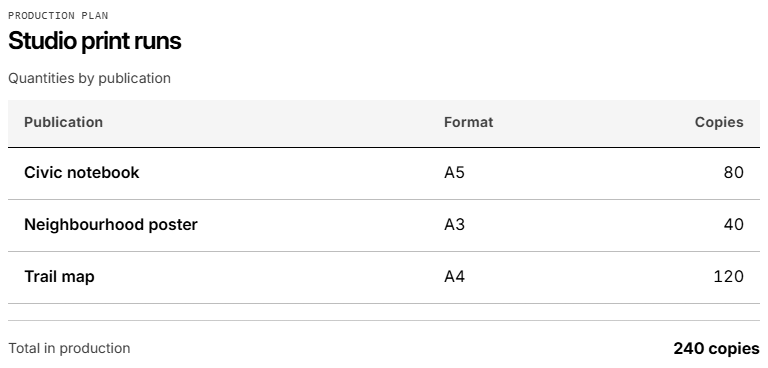 PRODUCTION PLAN
Studio print runs
Quantities by publication
Publication Format Copies
Civic notebook A5 80
Neighbourhood poster A3 40
Trail map A4 120
Total in production 240 copies